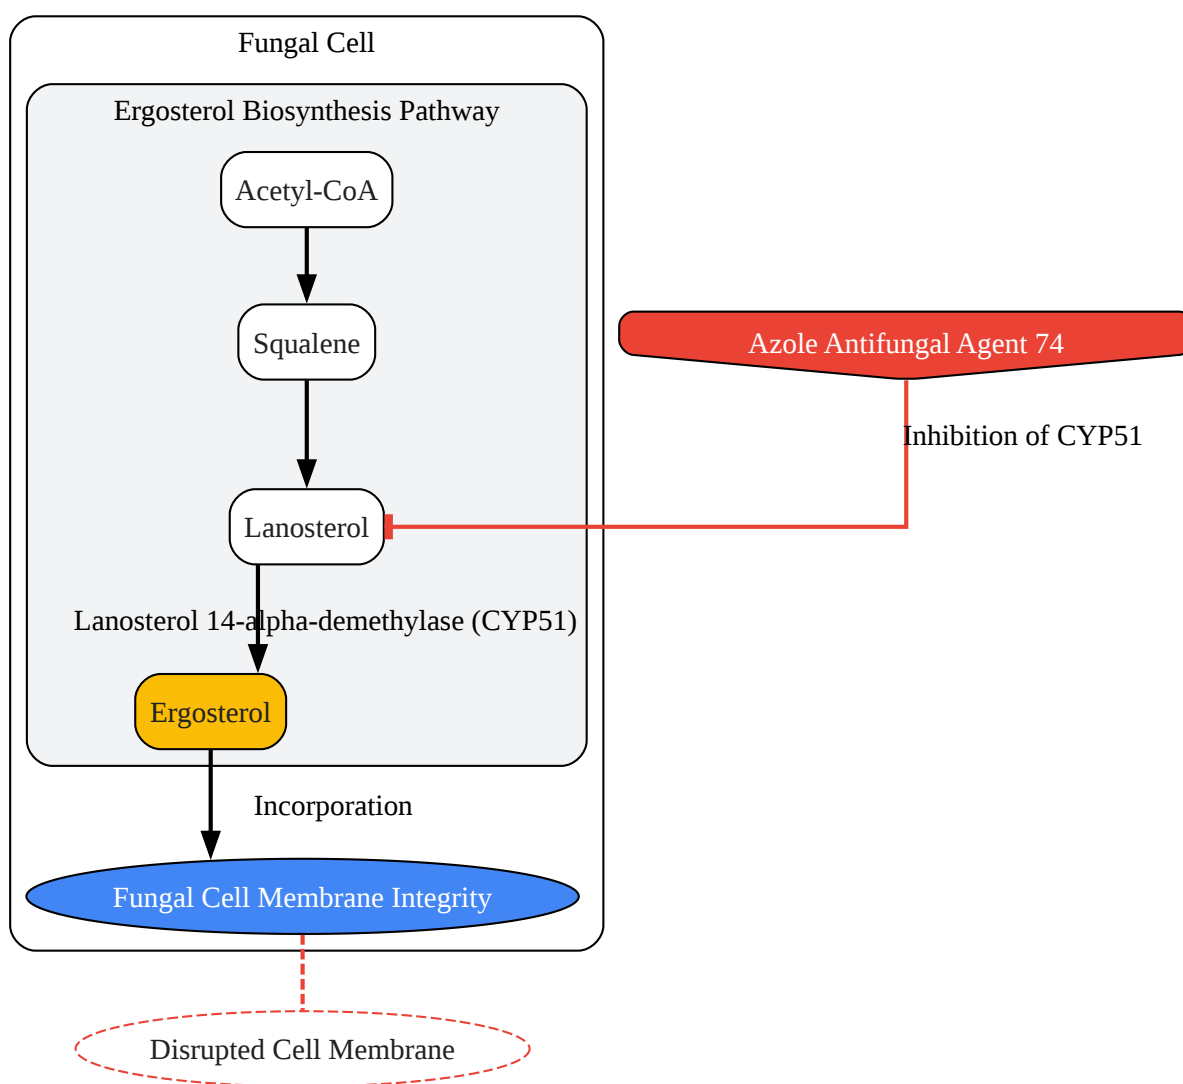 Fungal Cell
Ergosterol Biosynthesis Pathway
Acetyl-CoA
Squalene
Azole Antifungal Agent 74
Inhibition of CYP51
Lanosterol
Lanosterol 14-alpha-demethylase (CYP51)
Ergosterol
Incorporation
Fungal Cell Membrane Integrity
Disrupted Cell Membrane